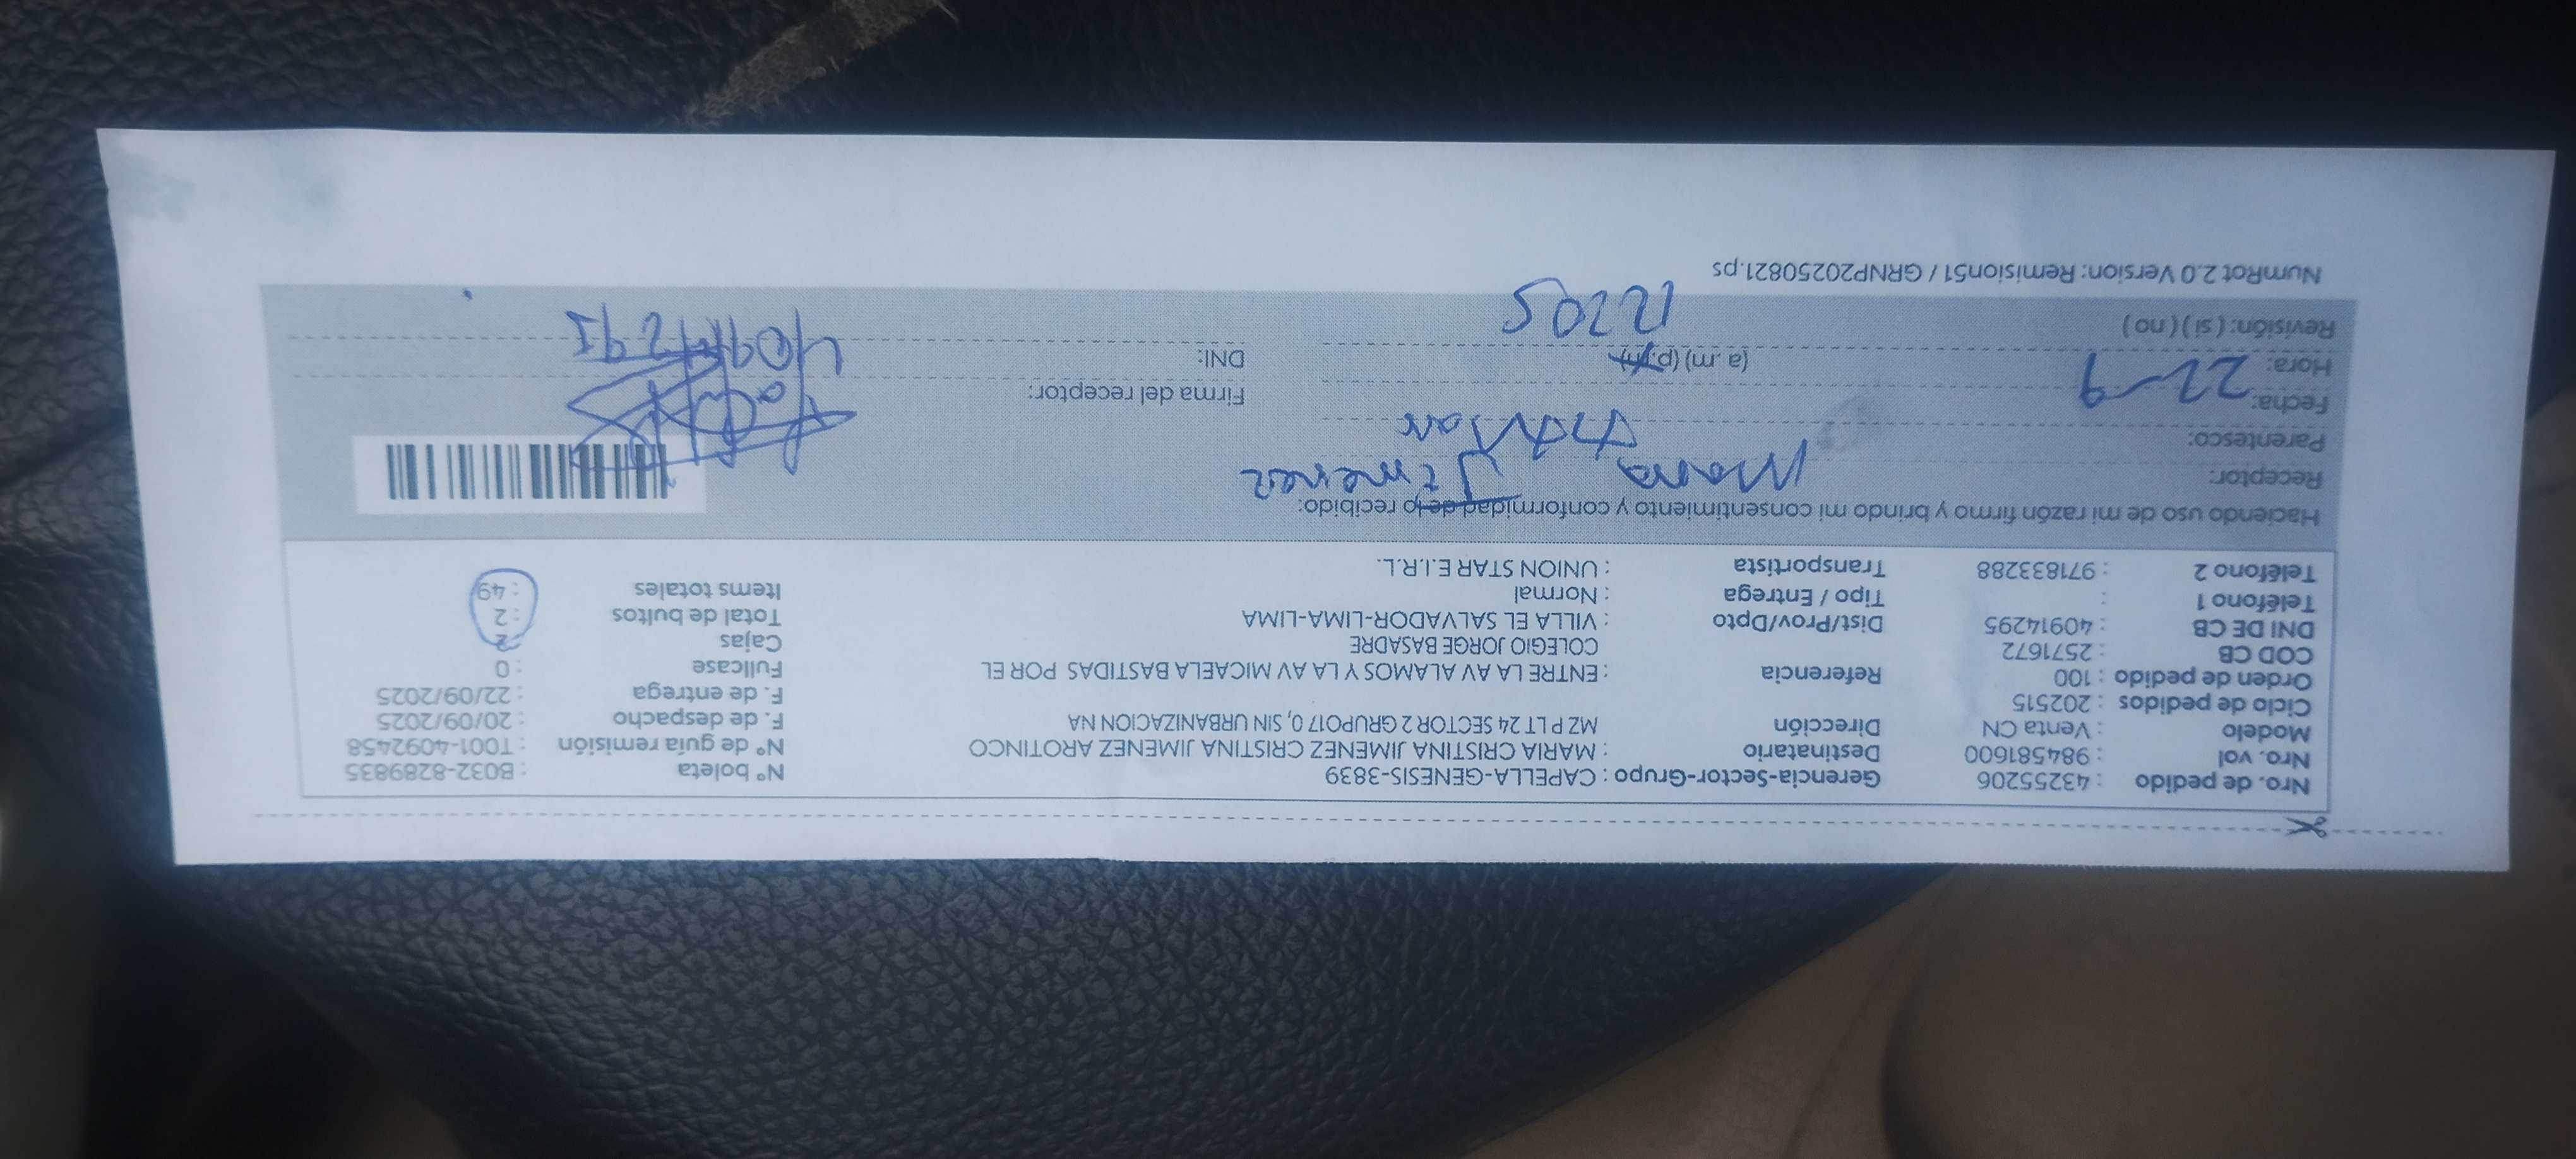 Nro. de pedido : 43255206 Gerencia-Sector-Grupo : CAPELLA-GENESIS-3839 N° boleta : B032-8289835
Nro. vol : 984581600 Destinatario : MARIA CRISTINA JIMENEZ CRISTINA JIMENEZ AROTINCO N° de guía remisión : T001-4092458
Modelo : Venta CN Dirección MZ P LT 24 SECTOR 2 GRUPO17 0, SIN URBANIZACION NA F. de despacho : 20/09/2025
Ciclo de pedidos : 202515 F. de entrega : 22/09/2025
Orden de pedido : 100 Referencia : ENTRE LA AV ALAMOS Y LA AV MICAELA BASTIDAS POR EL Fullcase : 0
COD CB : 2571672 COLEGIO JORGE BASADRE Cajas : 2
DNI DE CB : 40914295 Dist/Prov/Dpto : VILLA EL SALVADOR-LIMA-LIMA Total de bultos : 2
Teléfono 1 : Tipo / Entrega : Normal Items totales : 49
Teléfono 2 : 971833288 Transportista : UNION STAR E.I.R.L.
Haciendo uso de mi razón firmo y brindo mi consentimiento y conformidad de lo recibido:
Receptor: Maria Jimenez
Parentesco: titular
Fecha: 22-9 Firma del receptor:
Hora: (a .m) (p.m) DNI:
Revisión: ( si ) ( no )
NumRot 2.0 Version: Remision51 / GRNP20250821.ps